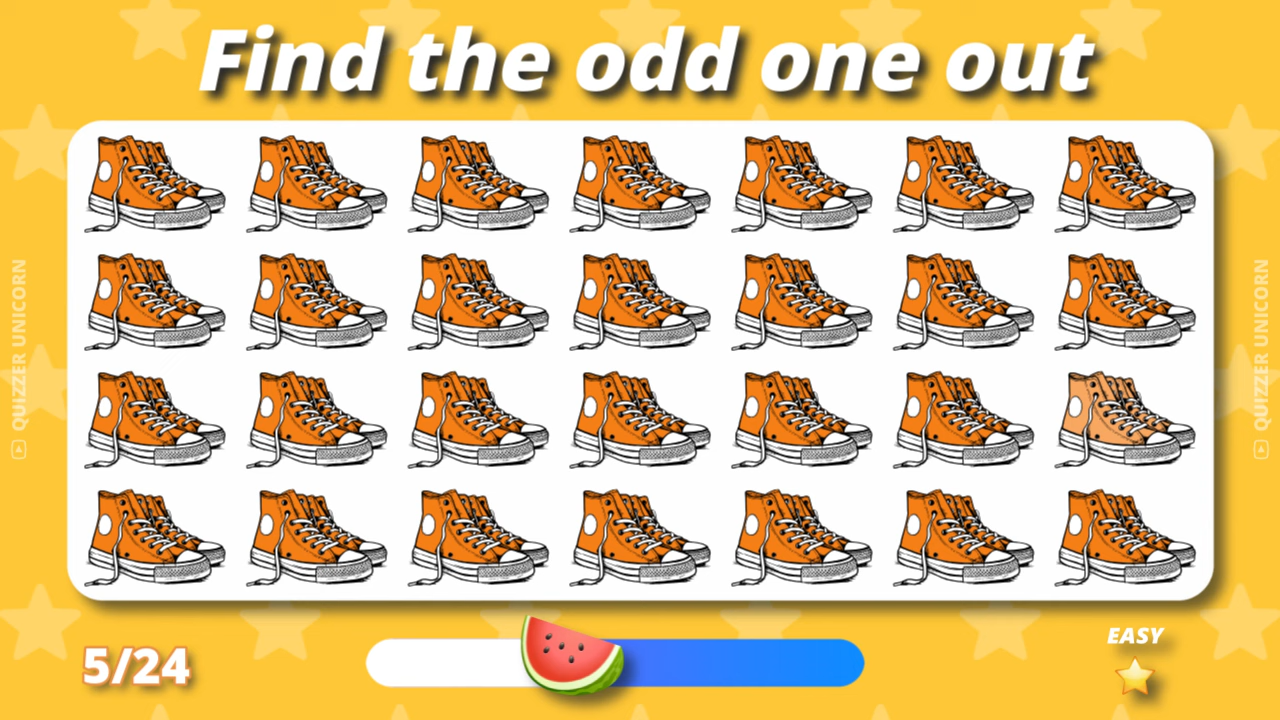 Find the odd one out
QUIZZER UNICORN
QUIZZER UNICORN
5/24
EASY